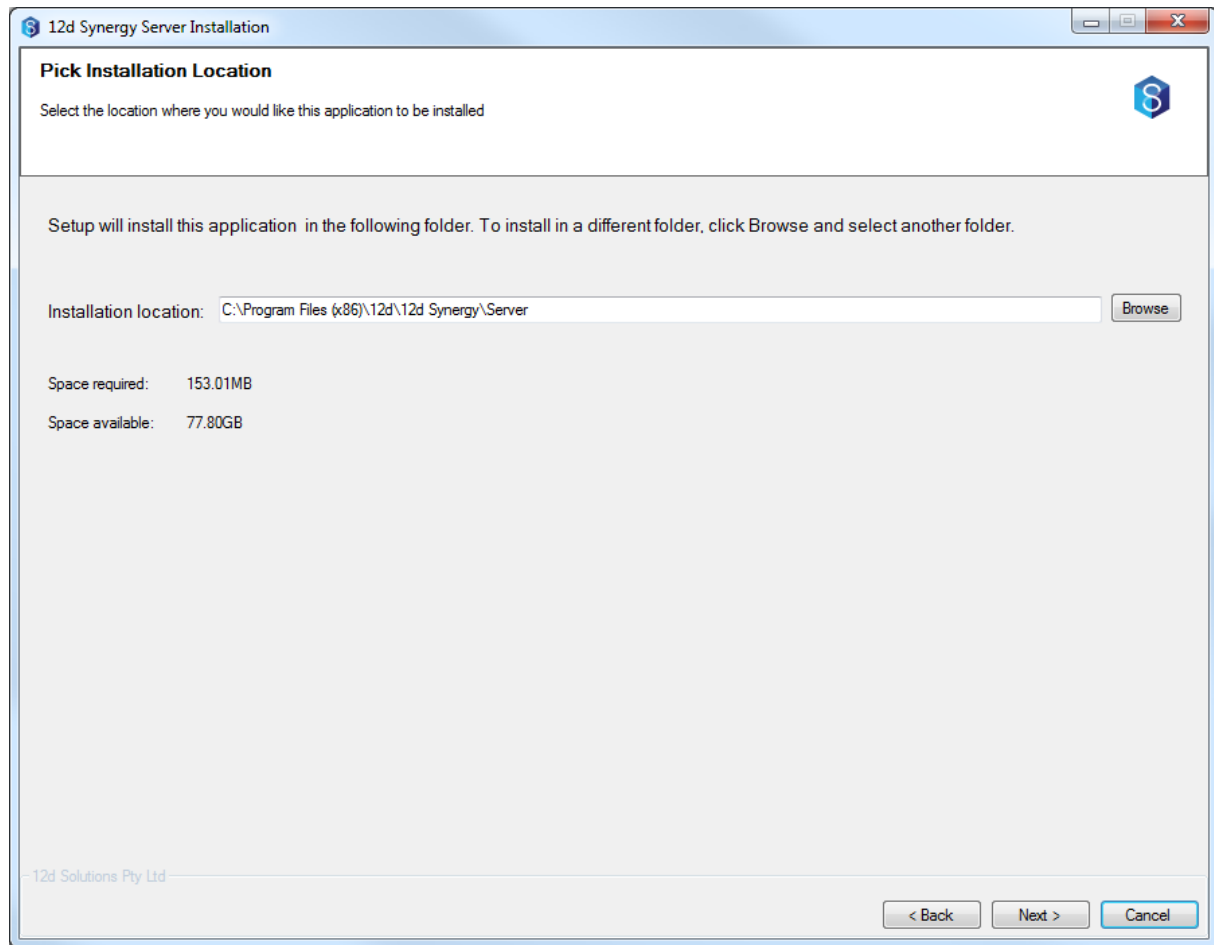 12d Synergy Server Installation
Pick Installation Location
Select the location where you would like this application to be installed
Setup will install this application in the following folder. To install in a different folder, click Browse and select another folder.
Installation location: C:\Program Files (x86)\12d\12d Synergy\Server Browse
Space required: 153.01MB
Space available: 77.80GB
12d Solutions Pty Ltd
< Back Next > Cancel